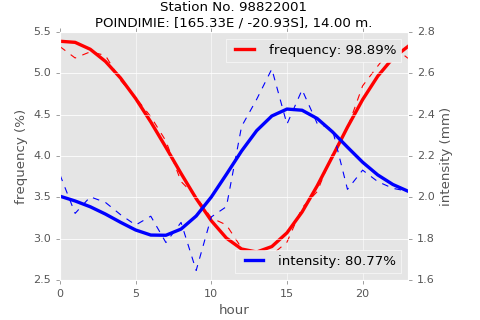 Station No. 98822001
POINDIMIE: [165.33E / -20.93S], 14.00 m.
5.5
5.0
4.5
4.0
3.5
3.0
2.5
frequency (%)
frequency: 98.89%
intensity: 80.77%
2.8
2.6
2.4
2.2
2.0
1.8
1.6
intensity (mm)
0 5 10 15 20
hour